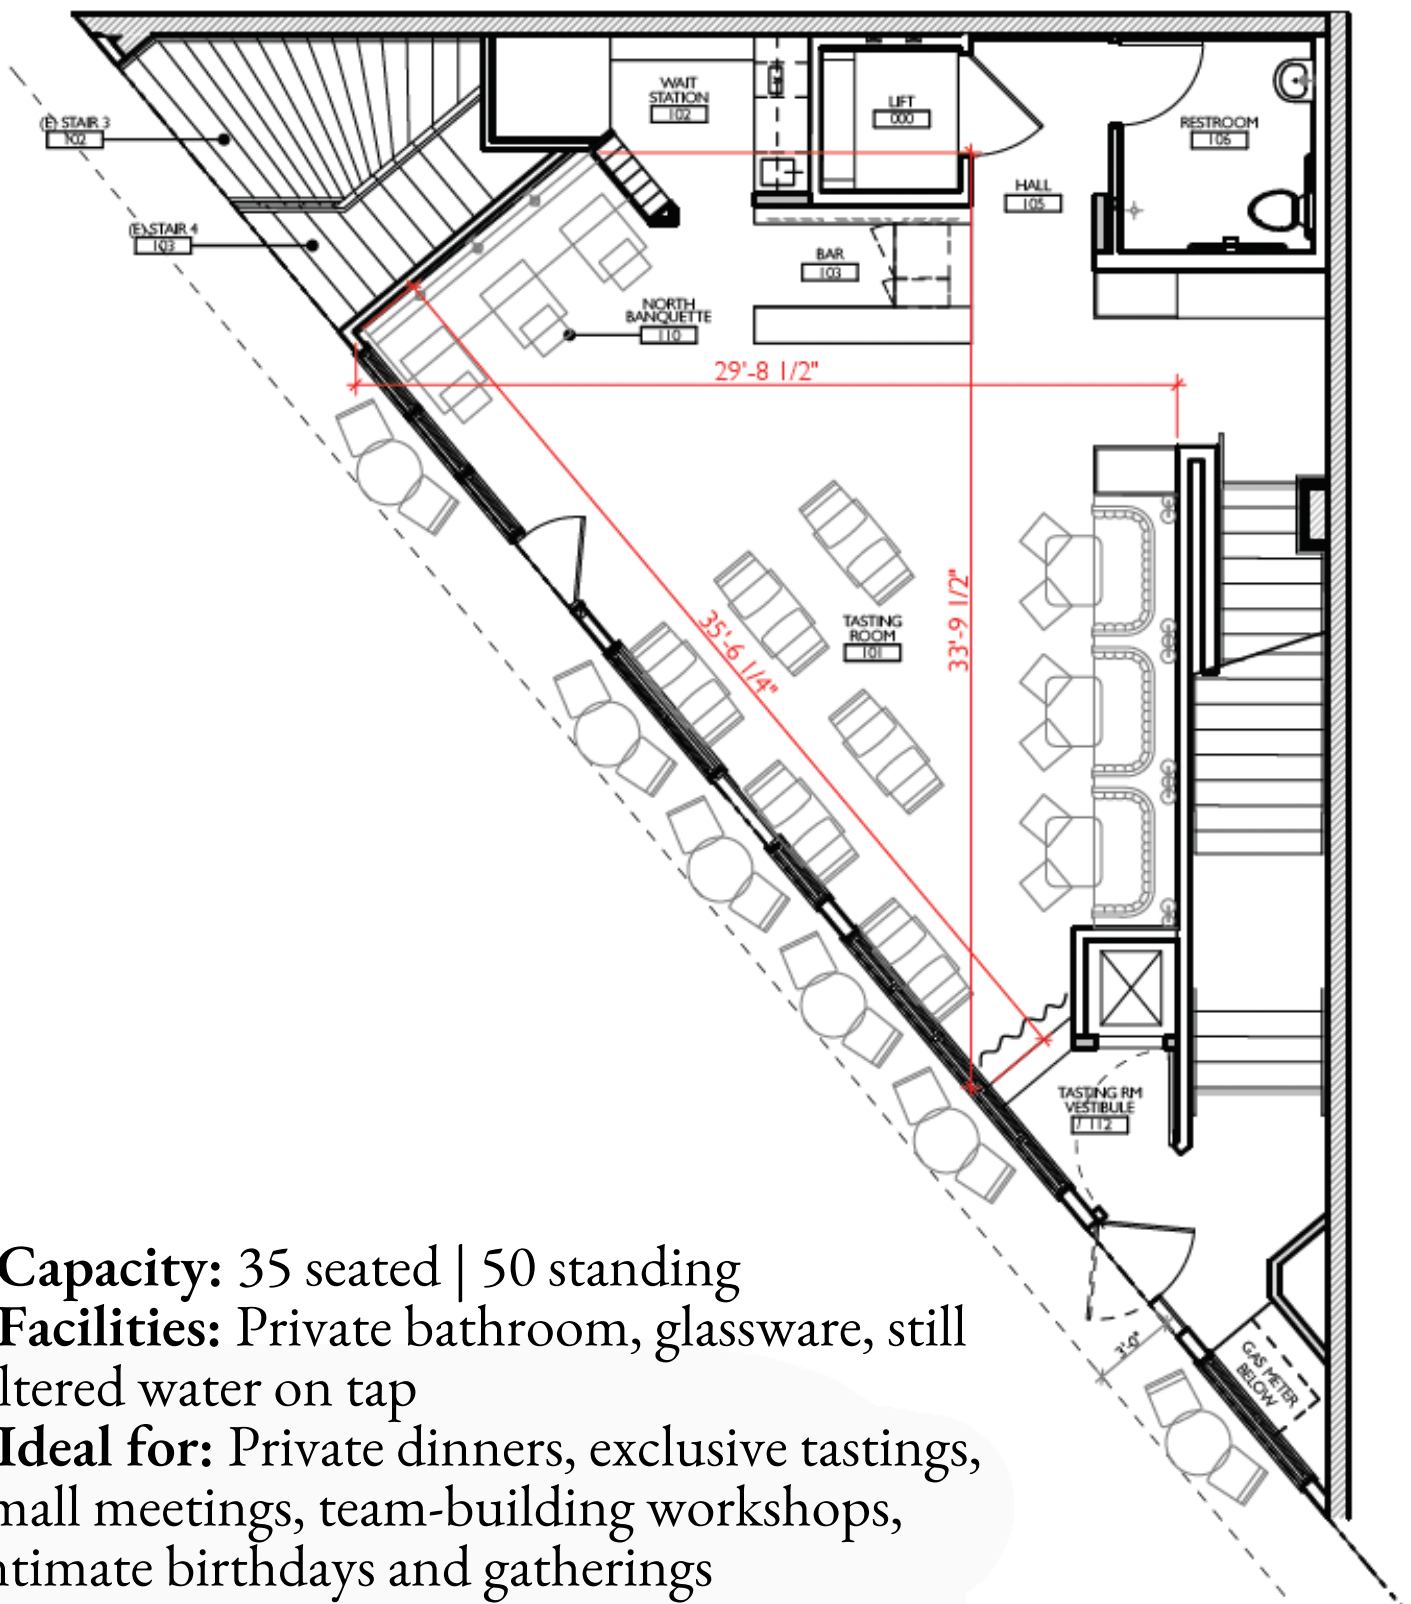 WAIT
STATION
102
LIFT
000
RESTROOM
106
(E) STAIR 3
102
HALL
105
(E) STAIR 4
103
BAR
103
NORTH
BANQUETTE
110
29'-8 1/2"
35'-6 1/4"
33'-9 1/2"
TASTING
ROOM
101
TASTING RM
VESTIBULE
112
3'-0"
GAS METER
BELOW
Capacity: 35 seated | 50 standing
Facilities: Private bathroom, glassware, still
ltered water on tap
Ideal for: Private dinners, exclusive tastings,
mall meetings, team-building workshops,
ntimate birthdays and gatherings